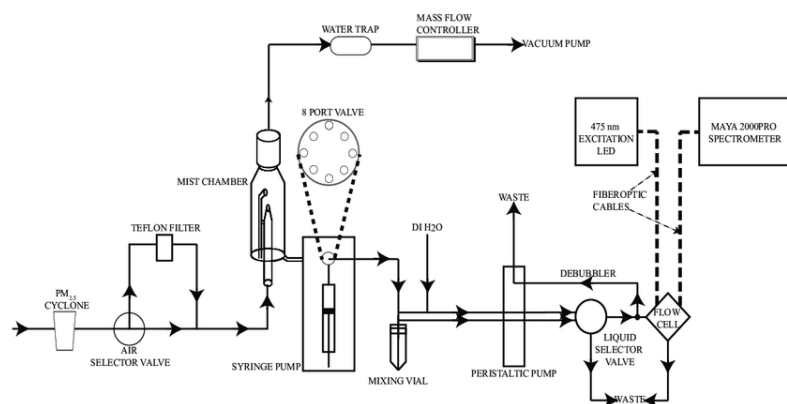 WATER TRAP
MASS FLOW
CONTROLLER
VACUUM PUMP
8 PORT VALVE
475 nm
EXCITATION
LED
MAYA 2000PRO
SPECTROMETER
MIST CHAMBER
FIBEROPTIC
CABLES
WASTE
DI H2O
TEFLON FILTER
DEBUBBLER
PM2.5
CYCLONE
FLOW
CELL
AIR
SELECTOR VALVE
SYRINGE PUMP
MIXING VIAL
PERISTALTIC PUMP
LIQUID
SELECTOR
VALVE
WASTE